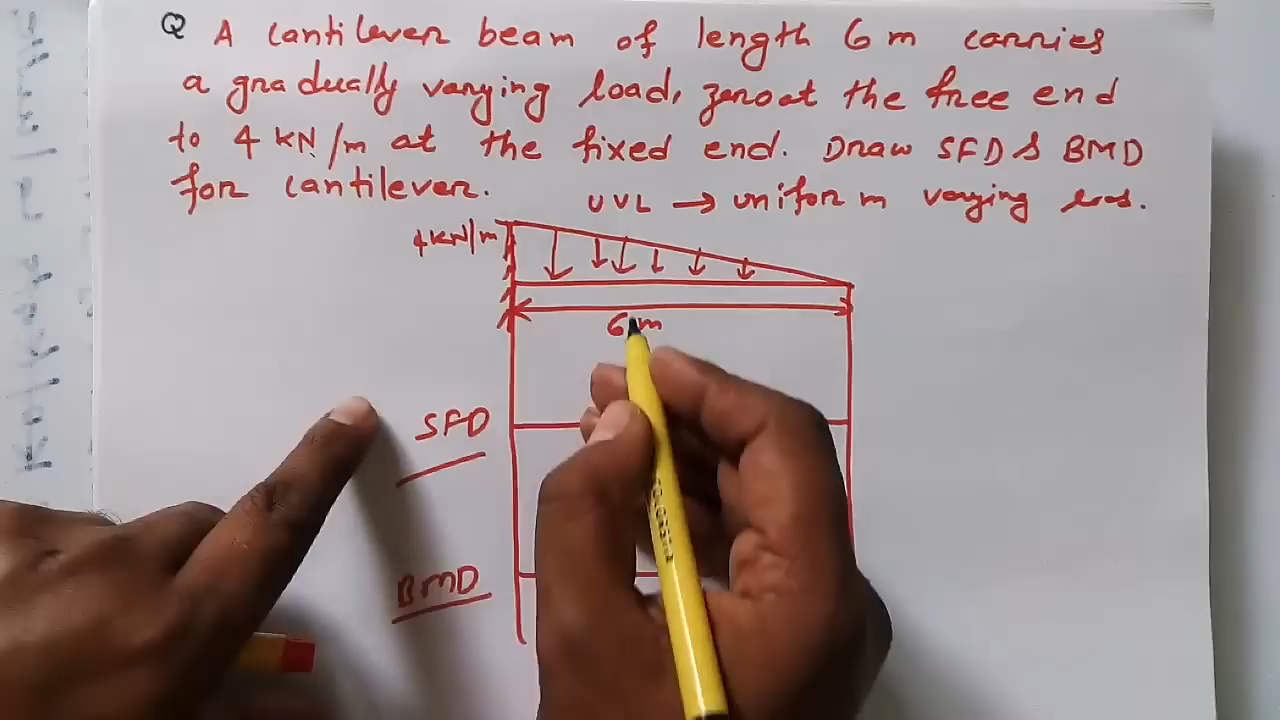 Q A cantilever beam of length 6 m carries
a gradually varying load, zero at the free end
to 4 KN/m at the fixed end. Draw SFD & BMD
for cantilever.
UVL → uniform varying load.
4KN/m
6m
SFD
BMD